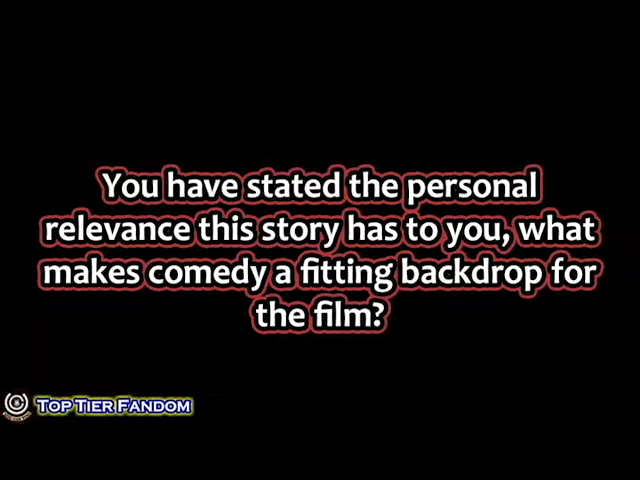 You have stated the personal
relevance this story has to you, what
makes comedy a fitting backdrop for
the film?
TOP TIER FANDOM